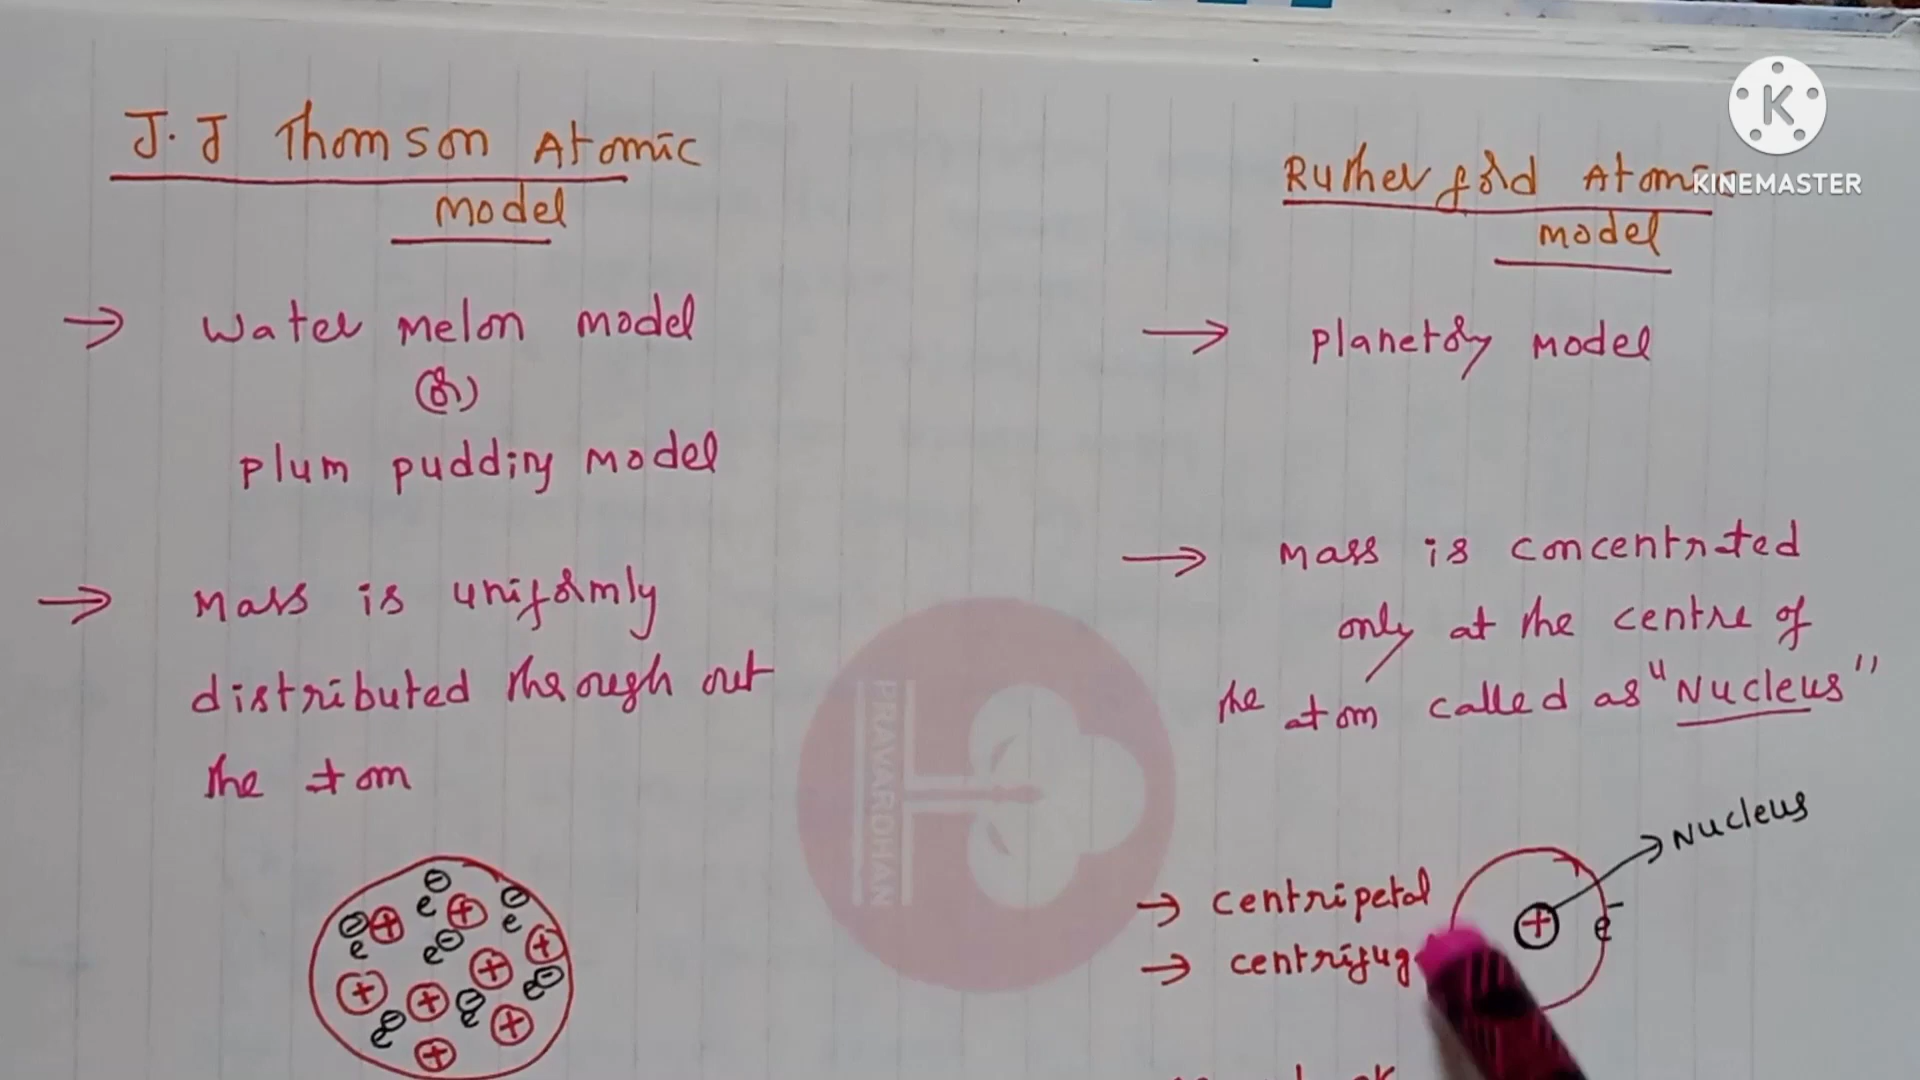 J. J Thomson Atomic
model
→ Water Melon model
(or)
plum pudding model
→ Mass is uniformly
distributed through out
the atom
e e e e e e e
Rutherford Atomic
model
→ planetory model
→ Mass is concentrated
only at the centre of
the atom called as "Nucleus"
Nucleus
→ centripetal
→ centrifug
e-
KINEMASTER
PRAVARDHAN